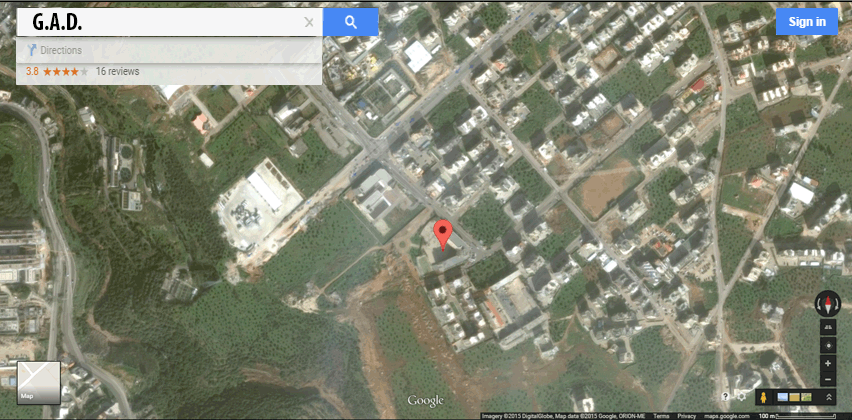 G.A.D.
Sign in
Directions
3.8 16 reviews
Map
Google
Imagery ©2015 DigitalGlobe, Map data ©2015 Google, ORION-ME Terms Privacy maps.google.com 100 m